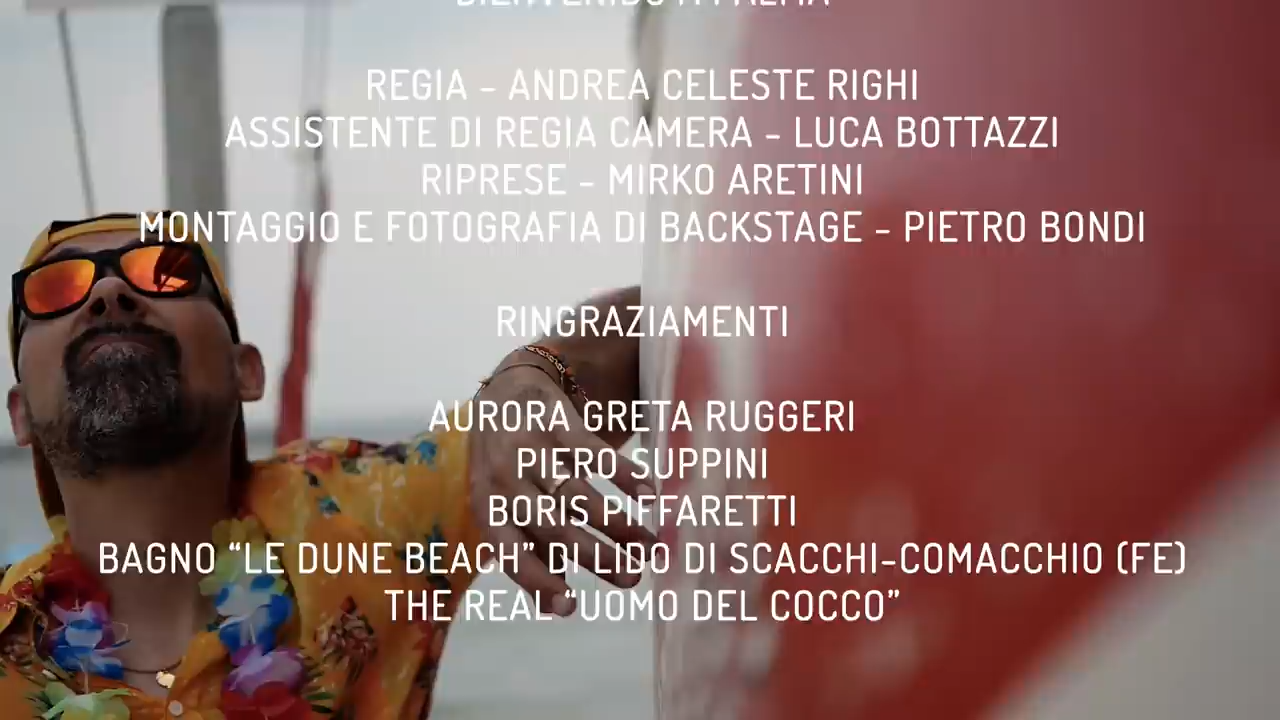 REGIA - ANDREA CELESTE RIGHI
ASSISTENTE DI REGIA CAMERA - LUCA BOTTAZZI
RIPRESE - MIRKO ARETINI
MONTAGGIO E FOTOGRAFIA DI BACKSTAGE - PIETRO BONDI
RINGRAZIAMENTI
AURORA GRETA RUGGERI
PIERO SUPPINI
BORIS PIFFARETTI
BAGNO “LE DUNE BEACH” DI LIDO DI SCACCHI-COMACCHIO (FE)
THE REAL “UOMO DEL COCCO”